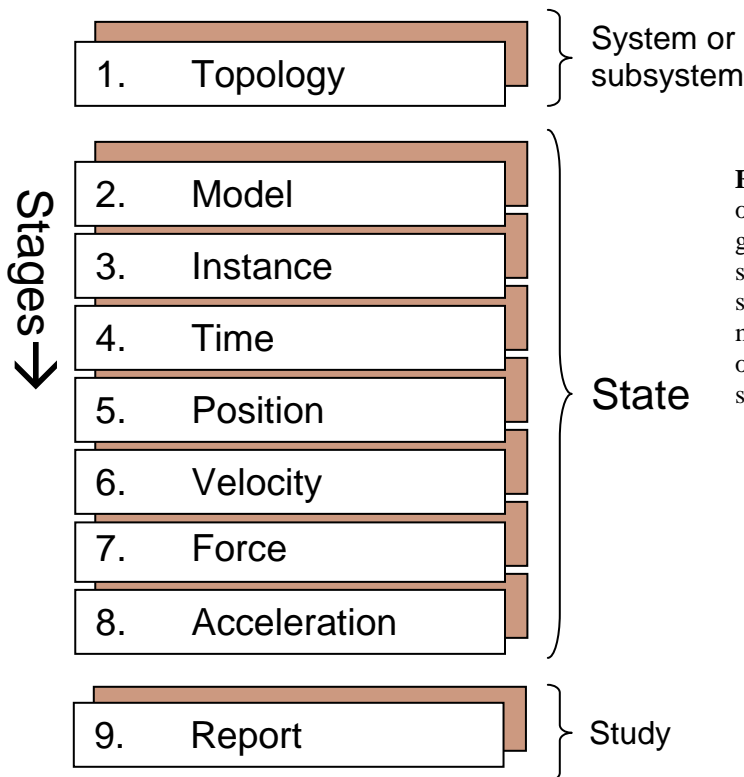 1. Topology
System or
subsystem
Stages→
2. Model
3. Instance
4. Time
5. Position
6. Velocity
7. Force
8. Acceleration
State
9. Report
Study